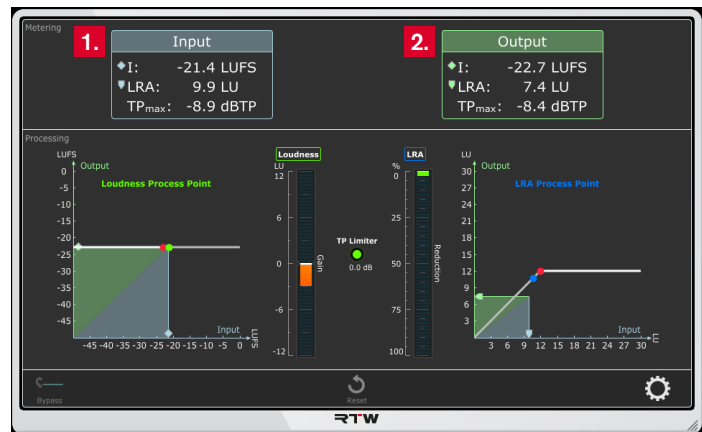 Metering
1.
Input
I: -21.4 LUFS
LRA: 9.9 LU
TPmax: -8.9 dBTP
2.
Output
I: -22.7 LUFS
LRA: 7.4 LU
TPmax: -8.4 dBTP
Processing
LUFS
Output
Loudness Process Point
0
-5
-10
-15
-20
-25
-30
-35
-40
-45
-45 -40 -35 -30 -25 -20 -15 -10 -5 0
Input
LUFS
Loudness
LU
12
6
0
-6
-12
Gain
TP Limiter
0.0 dB
LRA
%
0
25
50
75
100
Reduction
LU
Output
LRA Process Point
30
27
24
21
18
15
12
9
6
3
3 6 9 12 15 18 21 24 27 30
Input
LU
Bypass
Reset
RTW